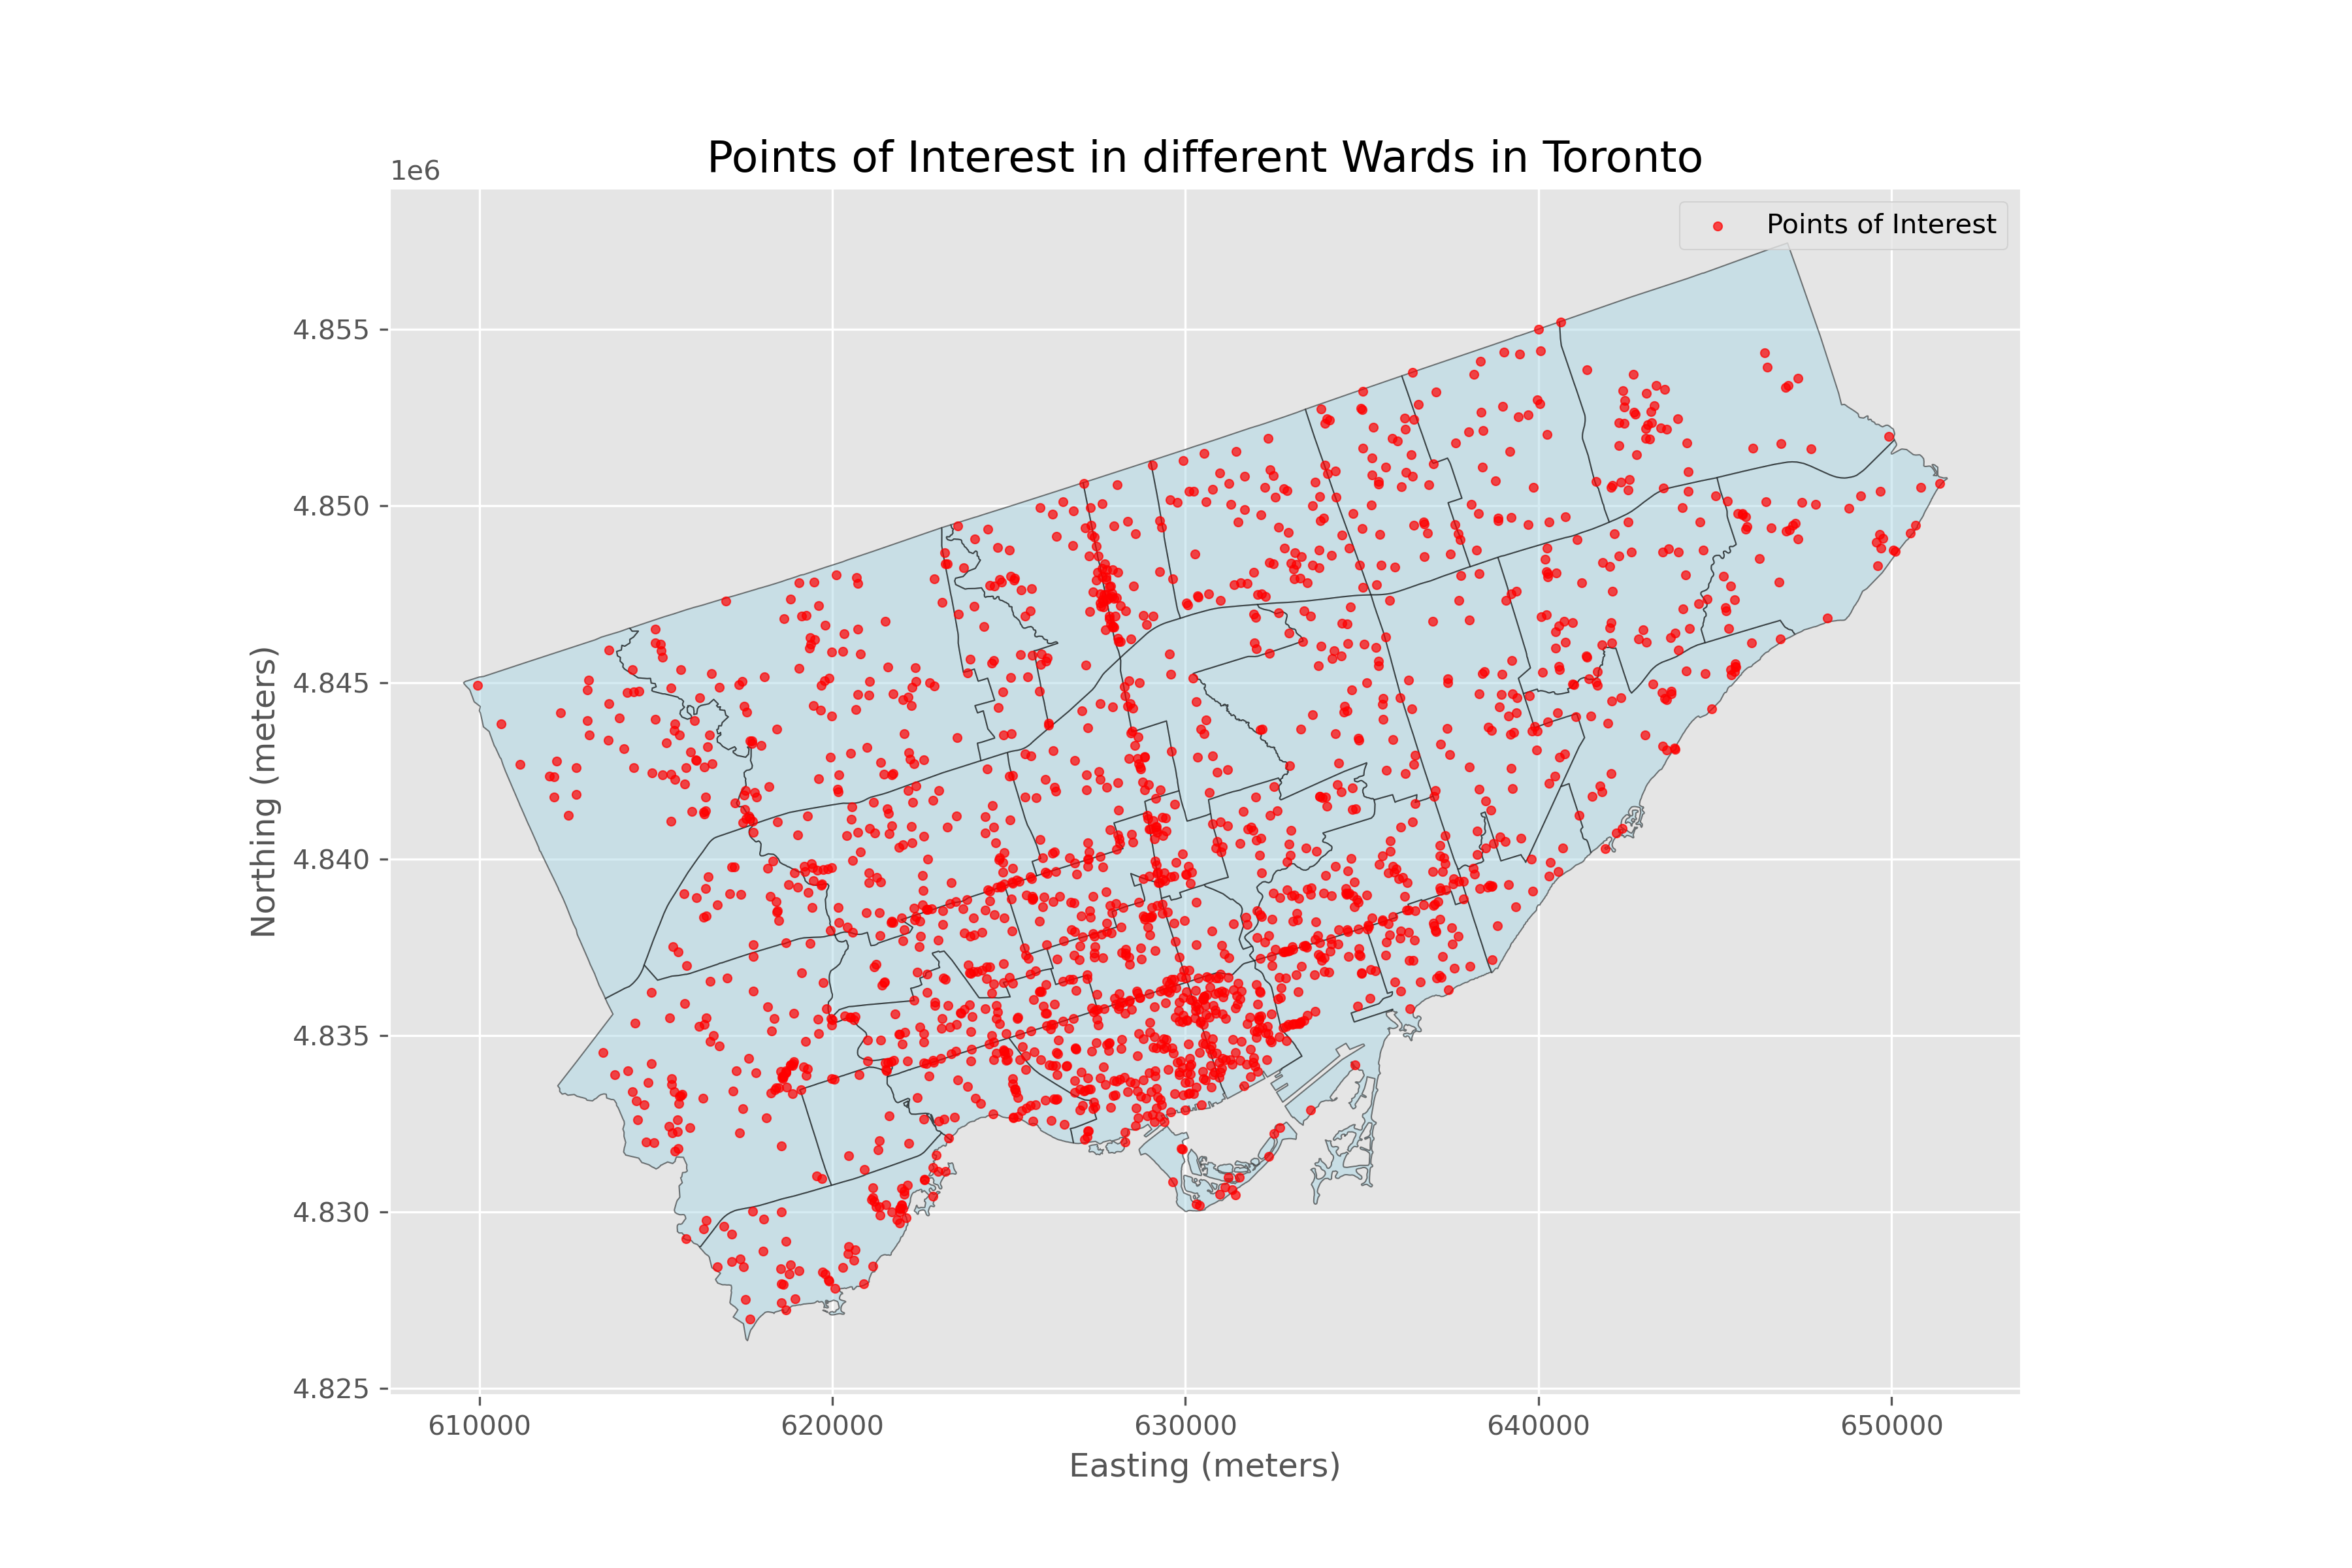 Points of Interest in different Wards in Toronto
1e6
Points of Interest
4.855
4.850
4.845
4.840
4.835
4.830
4.825
Northing (meters)
610000 620000 630000 640000 650000
Easting (meters)